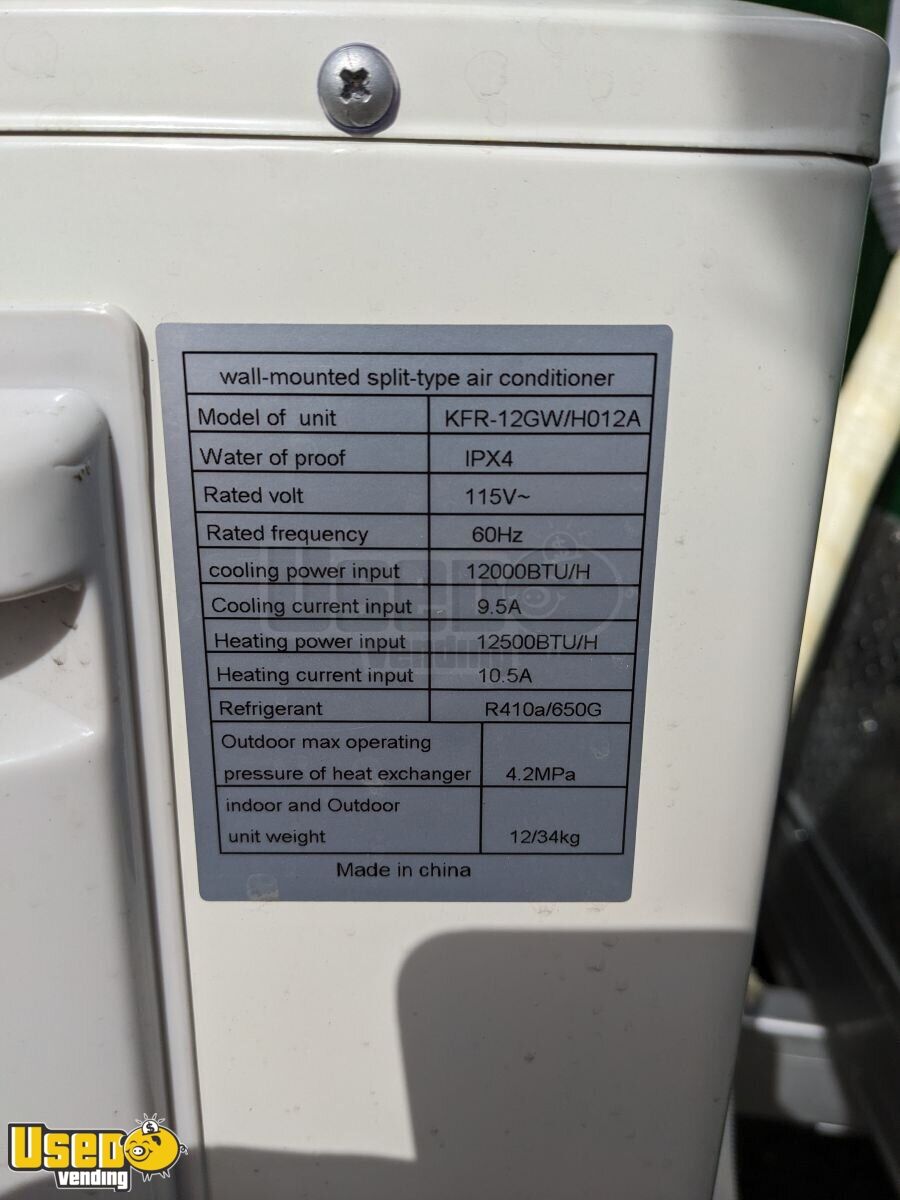 wall-mounted split-type air conditioner
Model of unit KFR-12GW/H012A
Water of proof IPX4
Rated volt 115V~
Rated frequency 60Hz
cooling power input 12000BTU/H
Cooling current input 9.5A
Heating power input 12500BTU/H
Heating current input 10.5A
Refrigerant R410a/650G
Outdoor max operating
pressure of heat exchanger 4.2MPa
indoor and Outdoor
unit weight 12/34kg
Made in china
Used
vending
USED
vending